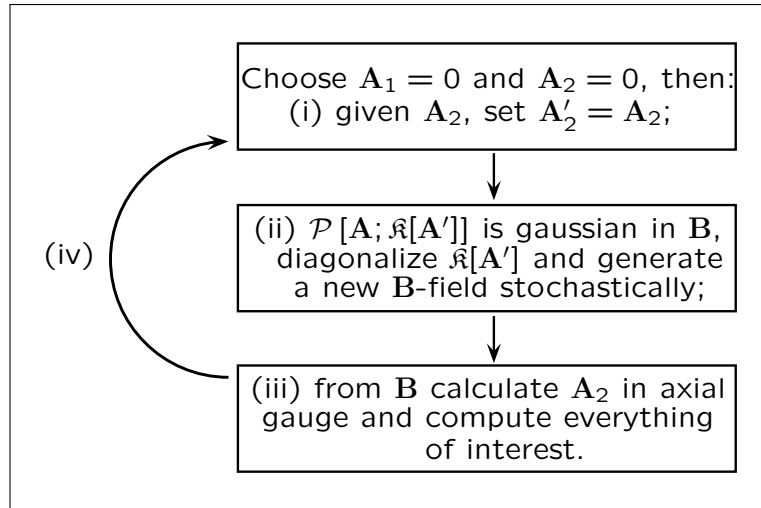 Choose A₁ = 0 and A₂ = 0, then:
(i) given A₂, set A′₂ = A₂;
(ii) 𝒫 [A; 𝔎[A′]] is gaussian in B,
diagonalize 𝔎[A′] and generate
a new B-field stochastically;
(iv)
(iii) from B calculate A₂ in axial
gauge and compute everything
of interest.